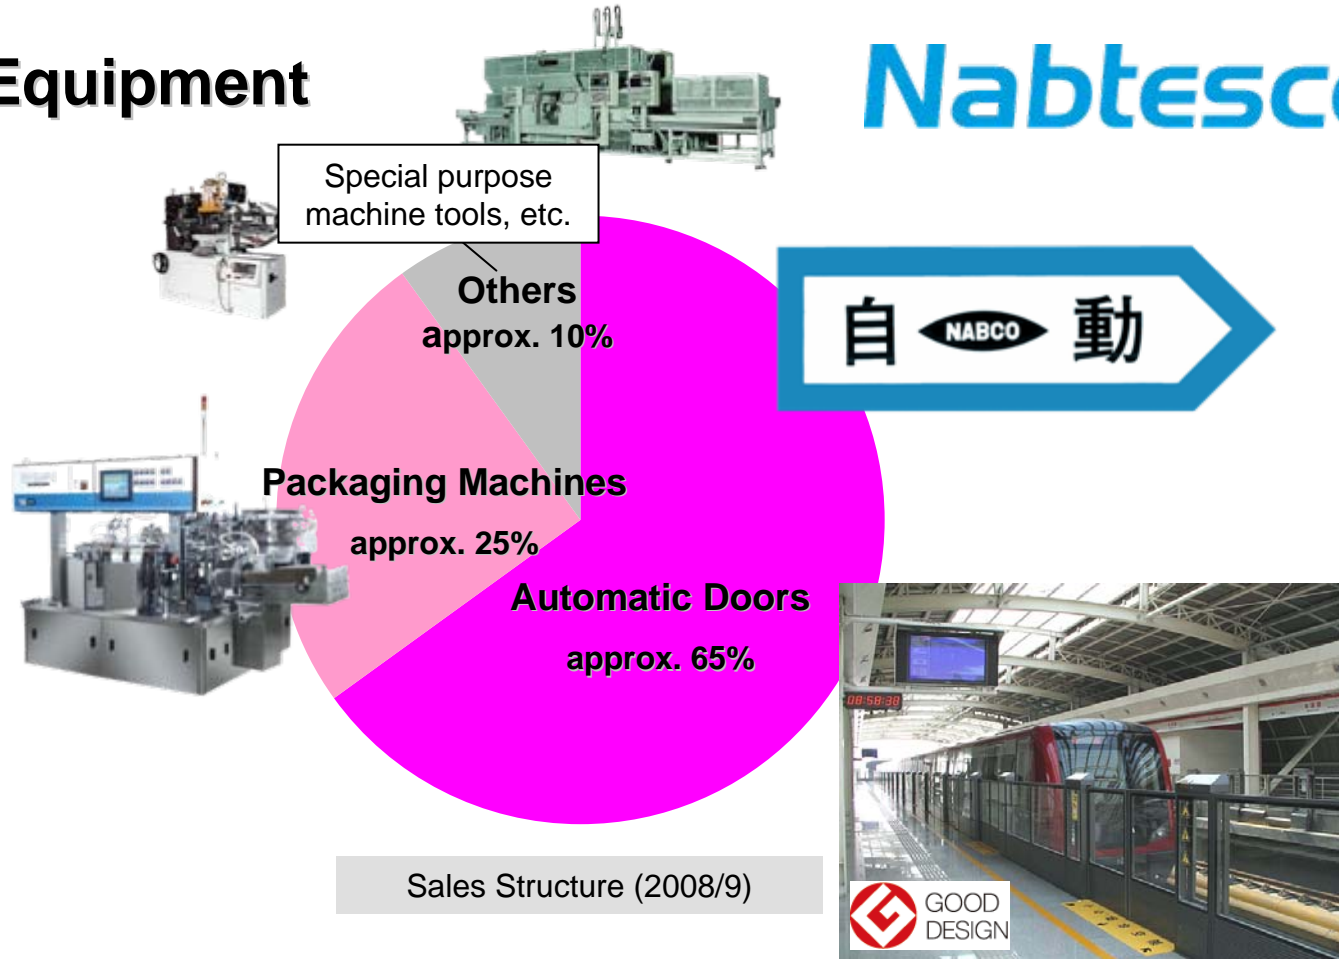 Equipment
Nabtesco
Special purpose
machine tools, etc.
Others
approx. 10%
自 NABCO 動
Packaging Machines
approx. 25%
Automatic Doors
approx. 65%
08:58:38
Sales Structure (2008/9)
GOOD
DESIGN